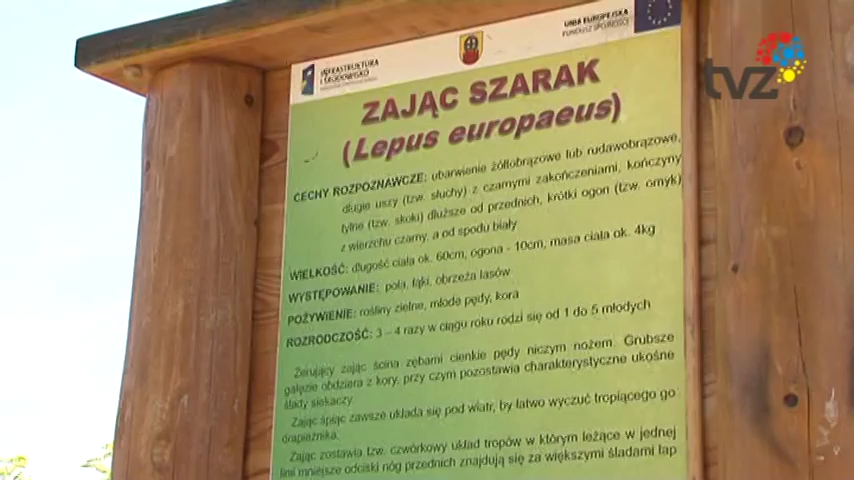 INFRASTRUKTURA
I ŚRODOWISKO
UNIA EUROPEJSKA
FUNDUSZ SPÓJNOŚCI
tvz
ZAJĄC SZARAK
(Lepus europaeus)
CECHY ROZPOZNAWCZE: ubarwienie żółtobrązowe lub rudawobrązowe,
długie uszy (tzw. słuchy) z czarnymi zakończeniami, kończyny
tylne (tzw. skoki) dłuższe od przednich, krótki ogon (tzw. omyk)
z wierzchu czarny, a od spodu biały
WIELKOŚĆ: długość ciała ok. 60cm, ogona - 10cm, masa ciała ok. 4kg
WYSTĘPOWANIE: pola, łąki, obrzeża lasów
POŻYWIENIE: rośliny zielne, młode pędy, kora
ROZRODCZOŚĆ: 3 – 4 razy w ciągu roku rodzi się od 1 do 5 młodych
Żerujący zając ścina zębami cienkie pędy niczym nożem. Grubsze
gałęzie obdziera z kory, przy czym pozostawia charakterystyczne ukośne
ślady siekaczy.
Zając śpiąc zawsze układa się pod wiatr, by łatwo wyczuć tropiącego go
drapieżnika.
Zając zostawia tzw. czwórkowy układ tropów w którym leżące w jednej
linii mniejsze odciski nóg przednich znajdują się za większymi śladami łap